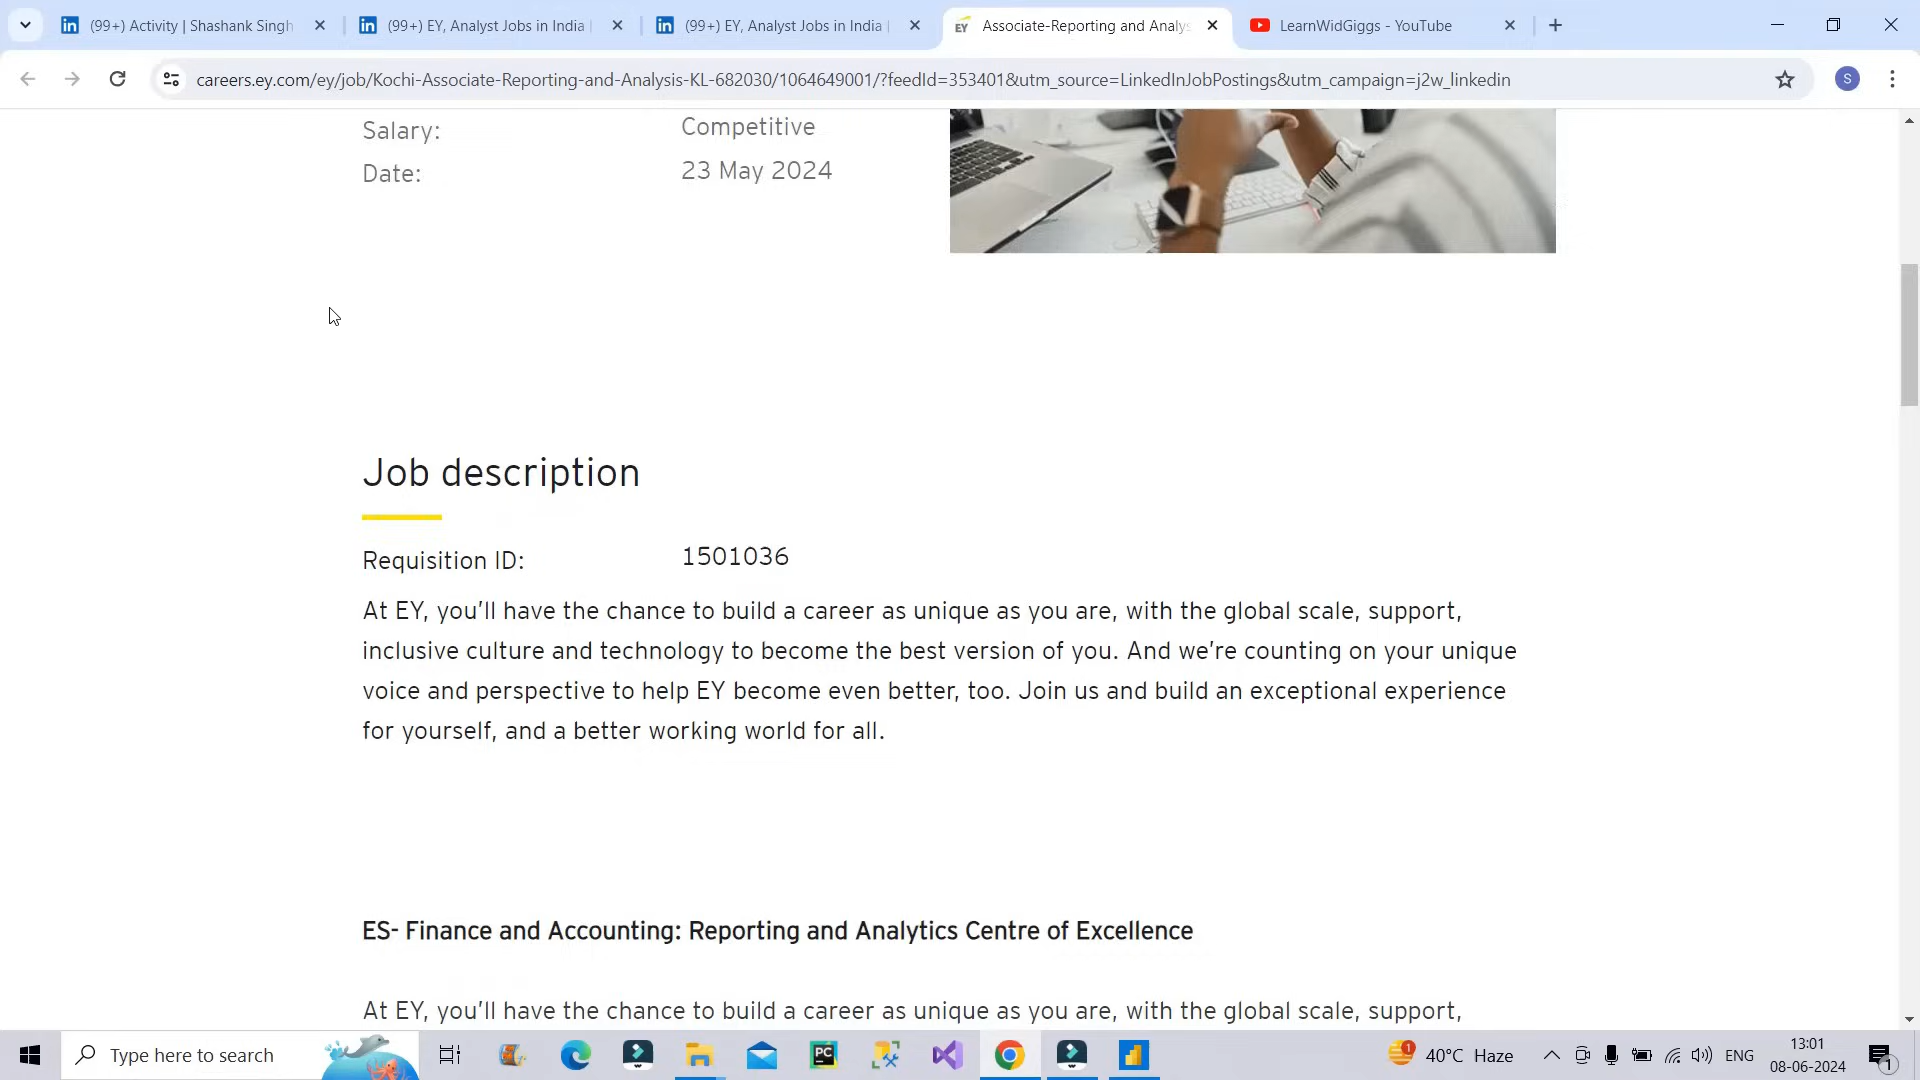 (99+) Activity | Shashank Singh
(99+) EY, Analyst Jobs in India |
(99+) EY, Analyst Jobs in India |
EY
Associate-Reporting and Analys
LearnWidGiggs - YouTube
careers.ey.com/ey/job/Kochi-Associate-Reporting-and-Analysis-KL-682030/1064649001/?feedId=353401&utm_source=LinkedInJobPostings&utm_campaign=j2w_linkedin
S
Salary: Competitive
Date: 23 May 2024
Job description
Requisition ID: 1501036
At EY, you’ll have the chance to build a career as unique as you are, with the global scale, support,
inclusive culture and technology to become the best version of you. And we’re counting on your unique
voice and perspective to help EY become even better, too. Join us and build an exceptional experience
for yourself, and a better working world for all.
ES- Finance and Accounting: Reporting and Analytics Centre of Excellence
At EY, you’ll have the chance to build a career as unique as you are, with the global scale, support,
Type here to search
PC
1
40°C Haze
ENG
13:01
08-06-2024
1